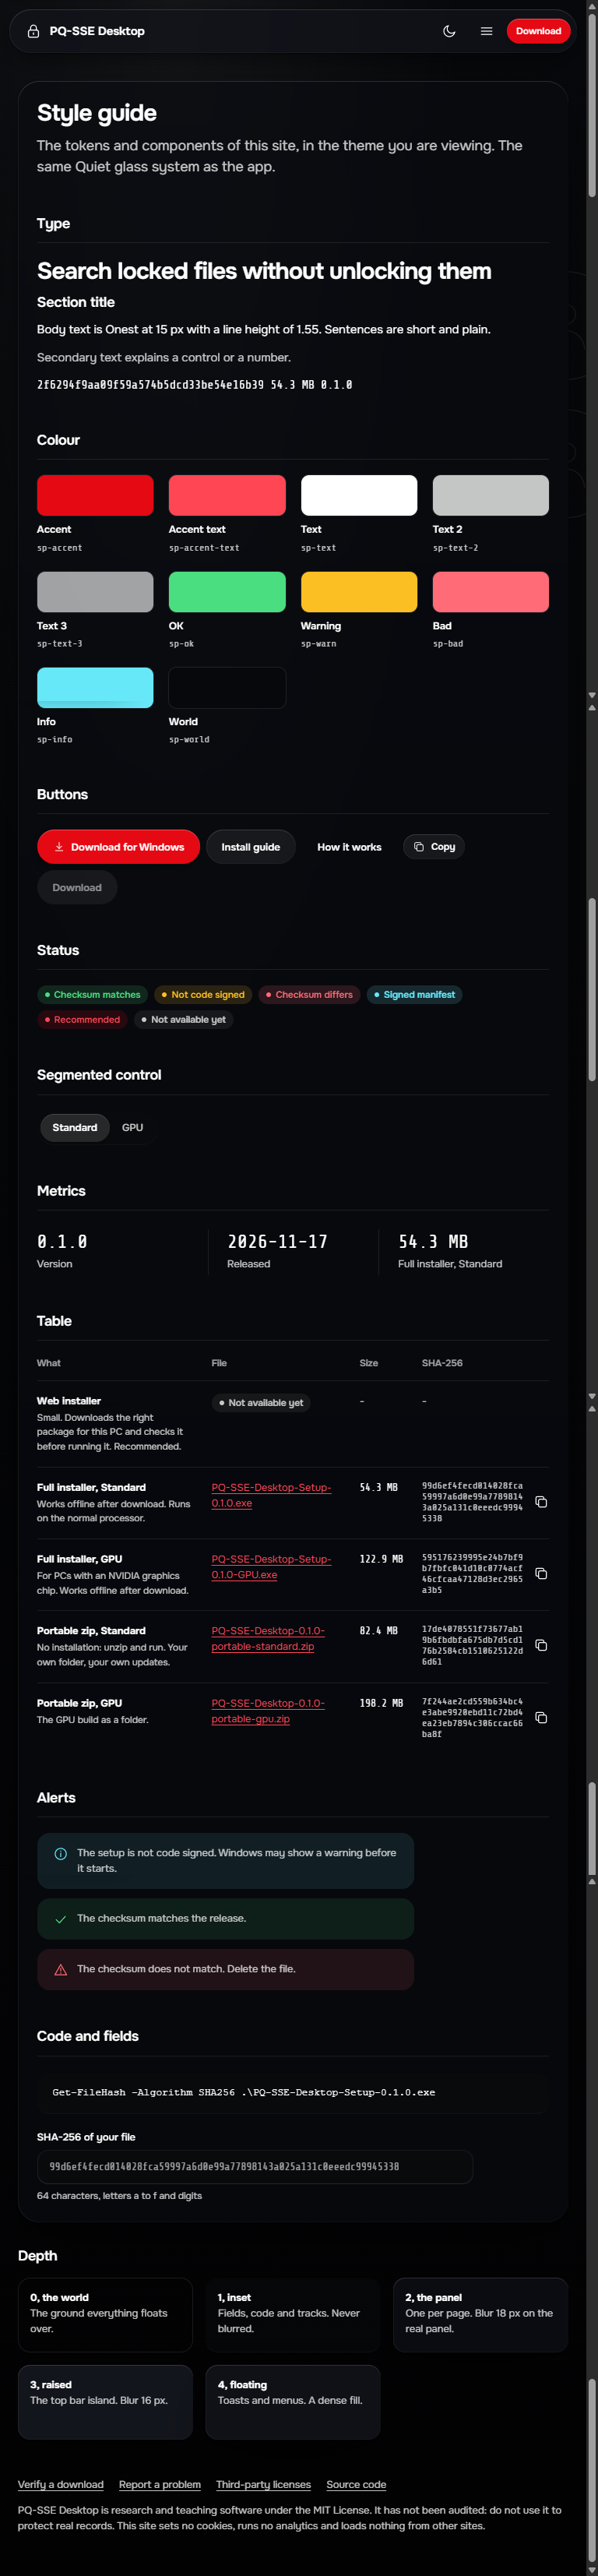 PQ-SSE Desktop
Download
Style guide
The tokens and components of this site, in the theme you are viewing. The
same Quiet glass system as the app.
Type
Search locked files without unlocking them
Section title
Body text is Onest at 15 px with a line height of 1.55. Sentences are short and plain.
Secondary text explains a control or a number.
2f6294f9aa09f59a574b5dcd33be54e16b39 54.3 MB 0.1.0
Colour
Accent
sp-accent
Accent text
sp-accent-text
Text
sp-text
Text 2
sp-text-2
Text 3
sp-text-3
OK
sp-ok
Warning
sp-warn
Bad
sp-bad
Info
sp-info
World
sp-world
Buttons
Download for Windows
Install guide
How it works
Copy
Download
Status
Checksum matches
Not code signed
Checksum differs
Signed manifest
Recommended
Not available yet
Segmented control
Standard
GPU
Metrics
0.1.0
Version
2026-11-17
Released
54.3 MB
Full installer, Standard
Table
What File Size SHA-256
Web installer
Small. Downloads the right
package for this PC and checks it
before running it. Recommended.
Not available yet
-
-
Full installer, Standard
Works offline after download. Runs
on the normal processor.
PQ-SSE-Desktop-Setup-
0.1.0.exe
54.3 MB
99d6ef4fecd014028fca
59997a6d0e99a7789814
3a025a131c0eeedc9994
5338
Full installer, GPU
For PCs with an NVIDIA graphics
chip. Works offline after download.
PQ-SSE-Desktop-Setup-
0.1.0-GPU.exe
122.9 MB
595176239995e24b7bf9
b7fbfc041d10c0774acf
46cfcaa47128d3ec2965
a3b5
Portable zip, Standard
No installation: unzip and run. Your
own folder, your own updates.
PQ-SSE-Desktop-0.1.0-
portable-standard.zip
82.4 MB
17de4078551f73677ab1
9b6fbdbfa675db7d5cd1
76b2584cb1510625122d
6d61
Portable zip, GPU
The GPU build as a folder.
PQ-SSE-Desktop-0.1.0-
portable-gpu.zip
198.2 MB
7f244ae2cd559b634bc4
e3abe9920ebd11c72bd4
ea23eb7894c306ccac66
ba8f
Alerts
The setup is not code signed. Windows may show a warning before
it starts.
The checksum matches the release.
The checksum does not match. Delete the file.
Code and fields
Get-FileHash -Algorithm SHA256 .\PQ-SSE-Desktop-Setup-0.1.0.exe
SHA-256 of your file
99d6ef4fecd014028fca59997a6d0e99a77898143a025a131c0eeedc99945338
64 characters, letters a to f and digits
Depth
0, the world
The ground everything floats
over.
1, inset
Fields, code and tracks. Never
blurred.
2, the panel
One per page. Blur 18 px on the
real panel.
3, raised
The top bar island. Blur 16 px.
4, floating
Toasts and menus. A dense fill.
Verify a download Report a problem Third-party licenses Source code
PQ-SSE Desktop is research and teaching software under the MIT License. It has not been audited: do not use it to
protect real records. This site sets no cookies, runs no analytics and loads nothing from other sites.